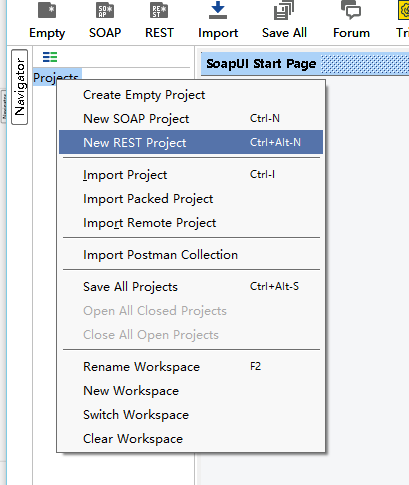 Empty SOAP REST Import Save All Forum Tri
Navigator
Navigator
SoapUI Start Page
Projects
Create Empty Project
New SOAP Project Ctrl-N
New REST Project Ctrl+Alt-N
Import Project Ctrl-I
Import Packed Project
Import Remote Project
Import Postman Collection
Save All Projects Ctrl+Alt-S
Open All Closed Projects
Close All Open Projects
Rename Workspace F2
New Workspace
Switch Workspace
Clear Workspace